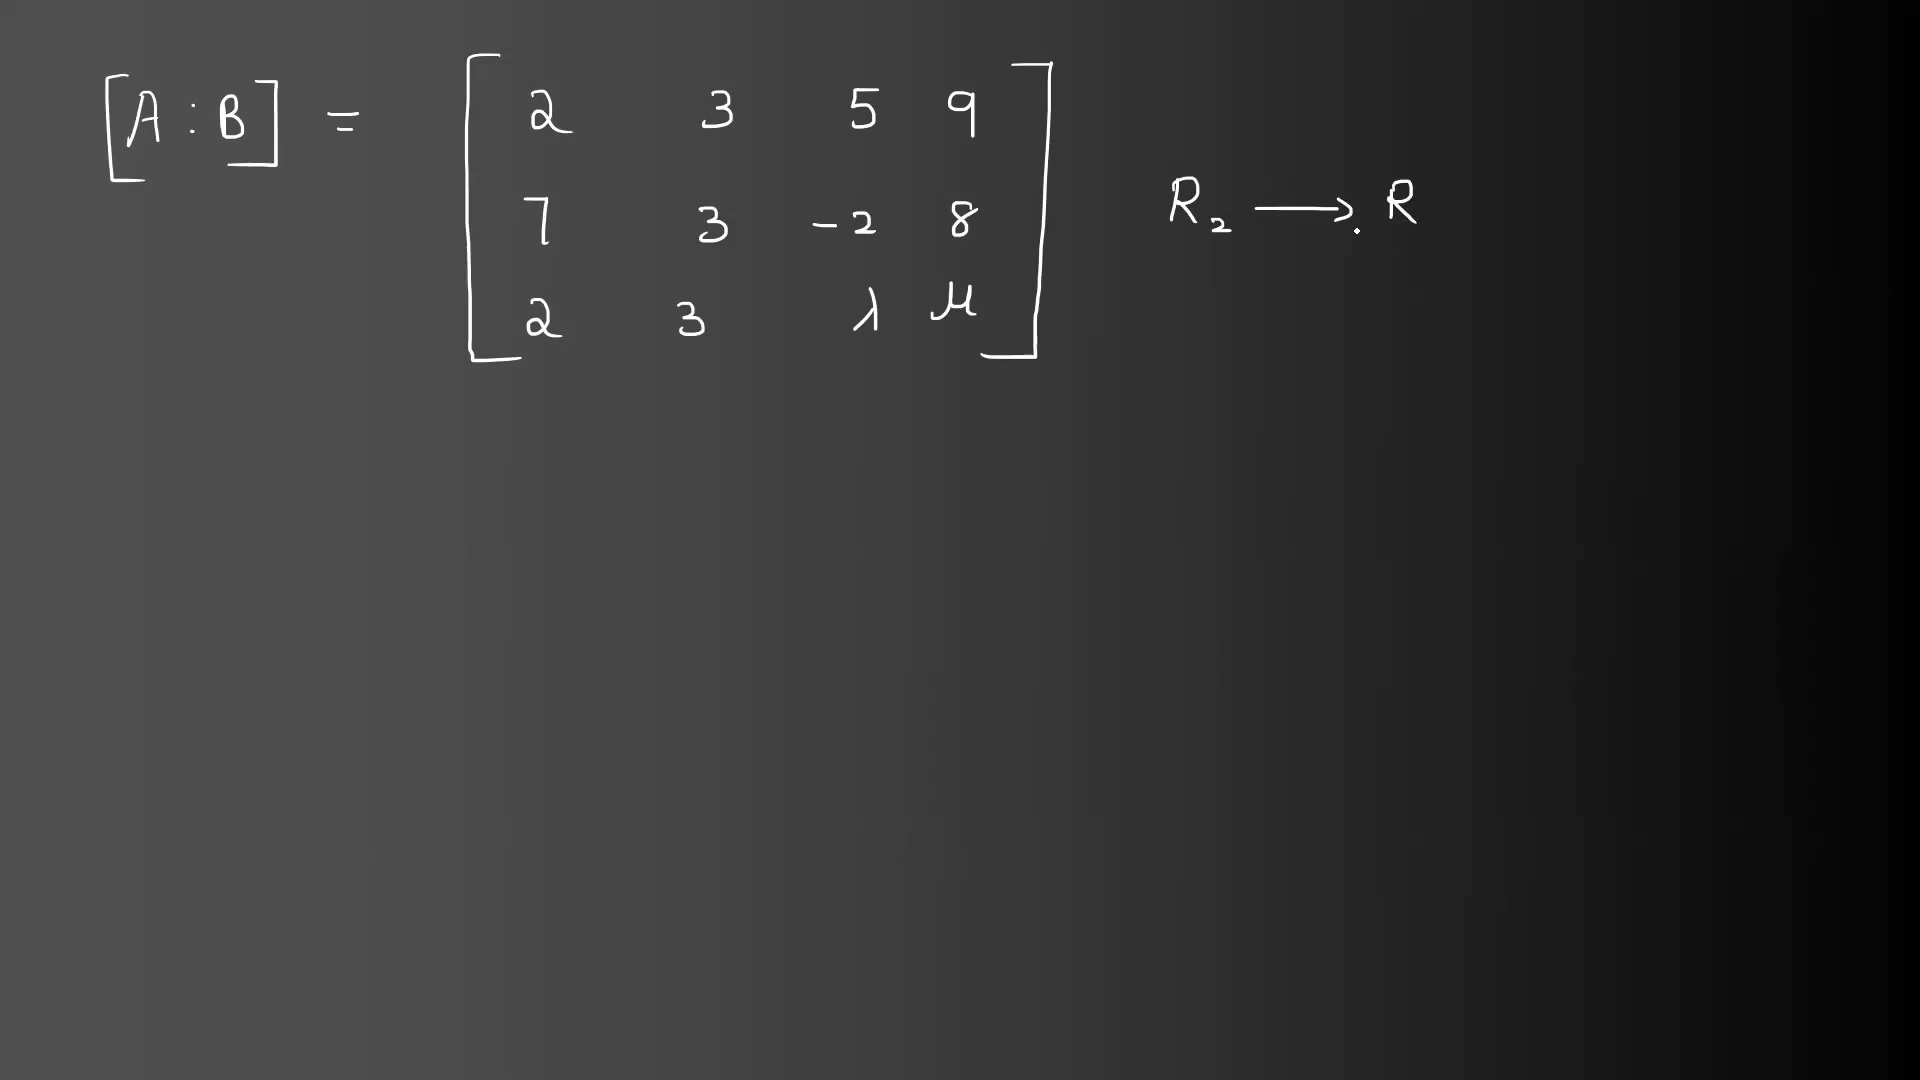 [A : B] = [ 2 3 5 9
7 3 -2 8 R₂ ⟶ R
2 3 λ μ ]